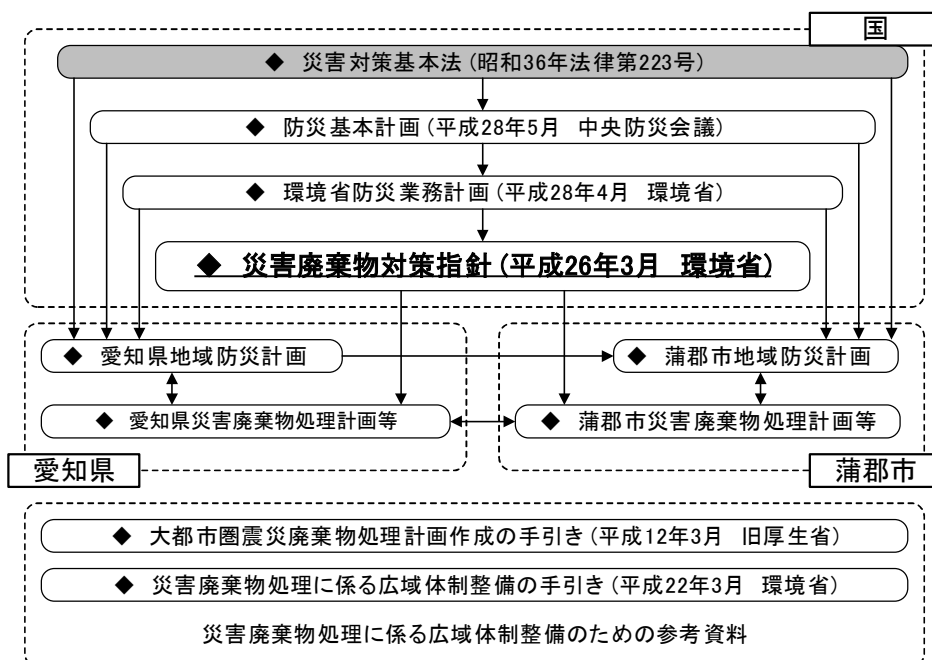 国
◆ 災害対策基本法(昭和36年法律第223号)
◆ 防災基本計画(平成28年5月 中央防災会議)
◆ 環境省防災業務計画(平成28年4月 環境省)
◆ 災害廃棄物対策指針(平成26年3月 環境省)
◆ 愛知県地域防災計画
◆ 蒲郡市地域防災計画
◆ 愛知県災害廃棄物処理計画等
◆ 蒲郡市災害廃棄物処理計画等
愛知県
蒲郡市
◆ 大都市圏震災廃棄物処理計画作成の手引き(平成12年3月 旧厚生省)
◆ 災害廃棄物処理に係る広域体制整備の手引き(平成22年3月 環境省)
災害廃棄物処理に係る広域体制整備のための参考資料